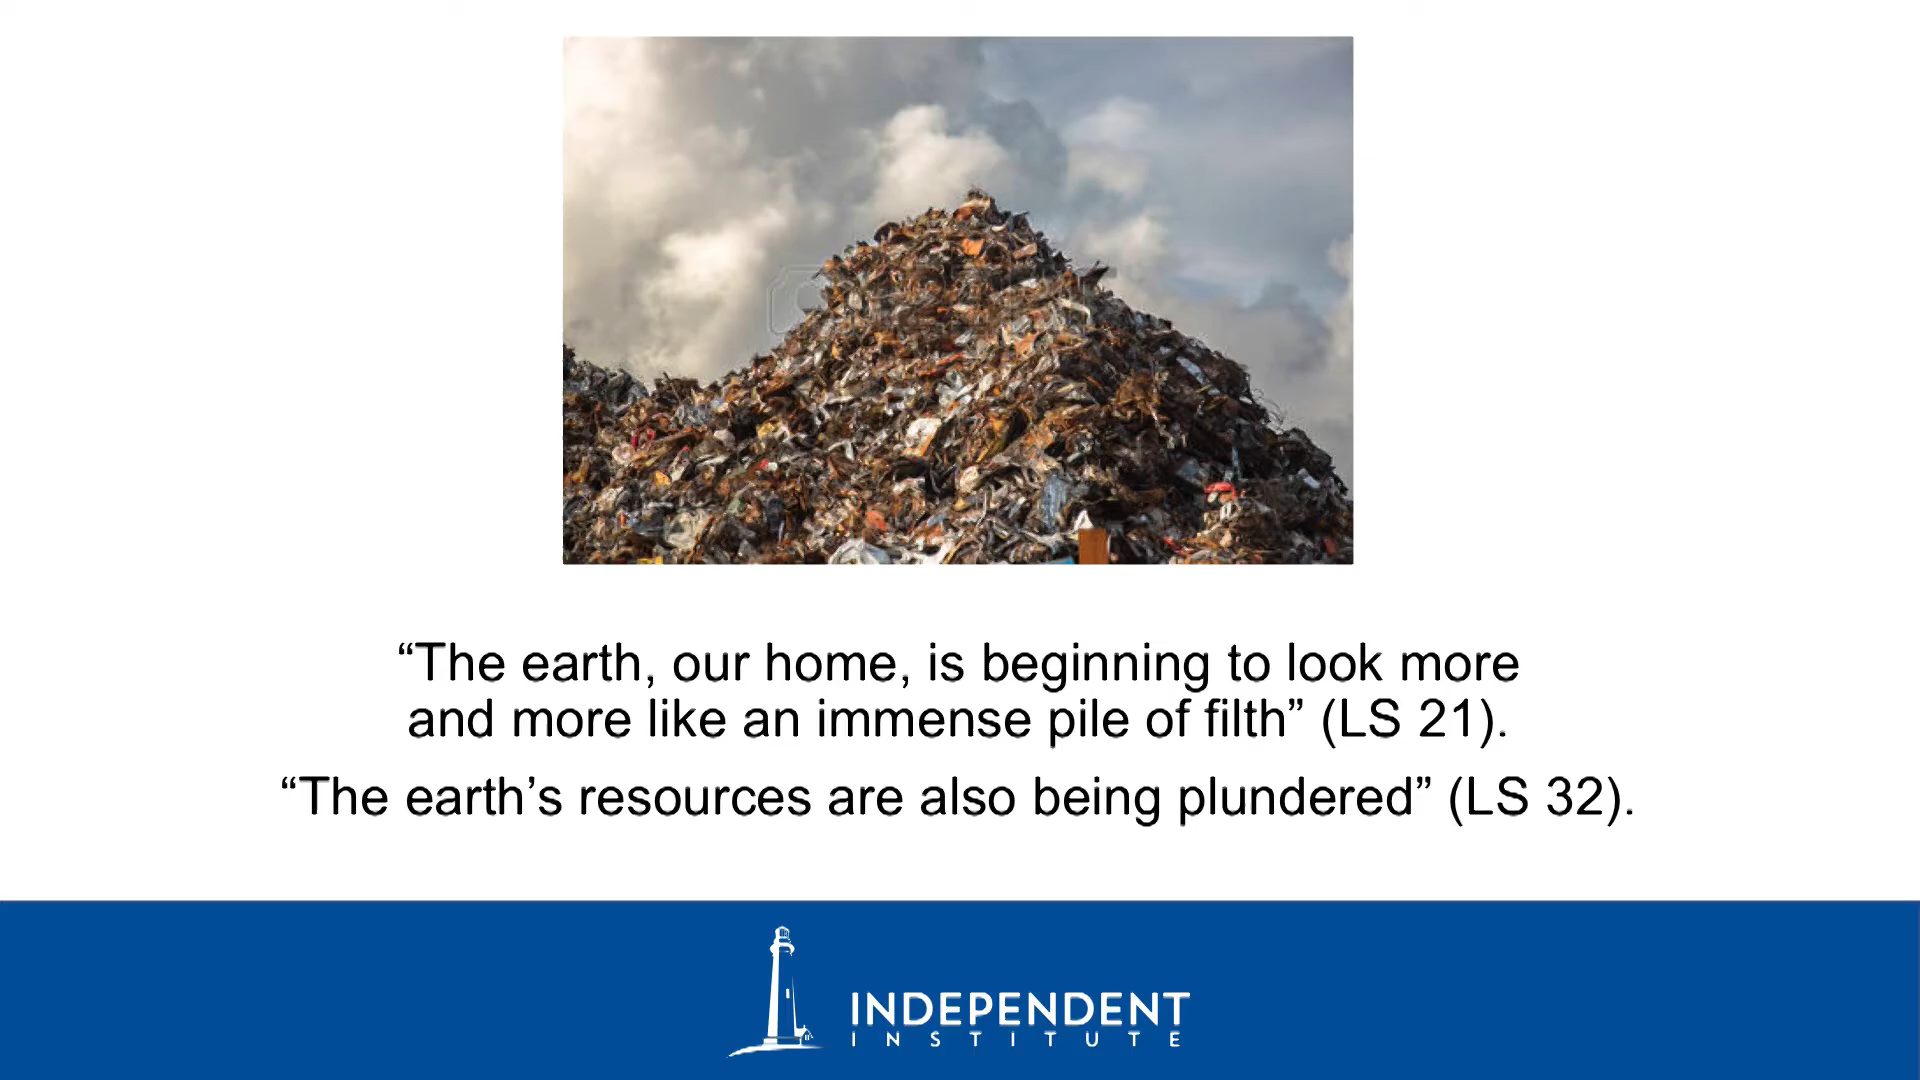 “The earth, our home, is beginning to look more
and more like an immense pile of filth” (LS 21).
“The earth’s resources are also being plundered” (LS 32).
INDEPENDENT
INSTITUTE